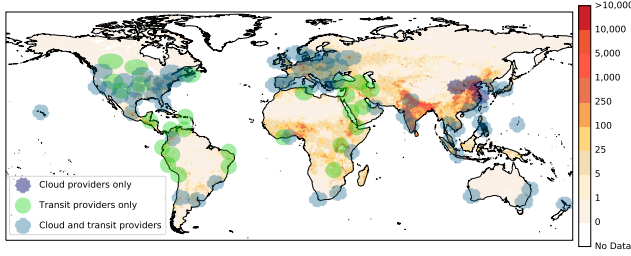 >10,000
10,000
5,000
1,000
250
100
25
5
1
0
No Data
Cloud providers only
Transit providers only
Cloud and transit providers